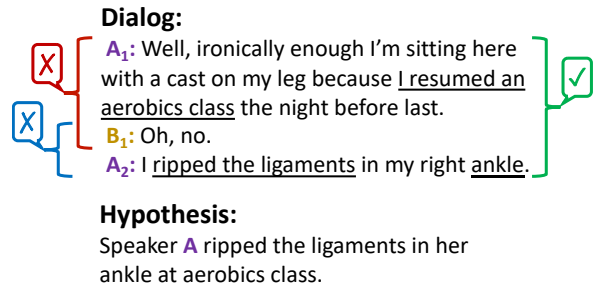 Dialog:
A₁: Well, ironically enough I’m sitting here
with a cast on my leg because I resumed an
aerobics class the night before last.
B₁: Oh, no.
A₂: I ripped the ligaments in my right ankle.
Hypothesis:
Speaker A ripped the ligaments in her
ankle at aerobics class.